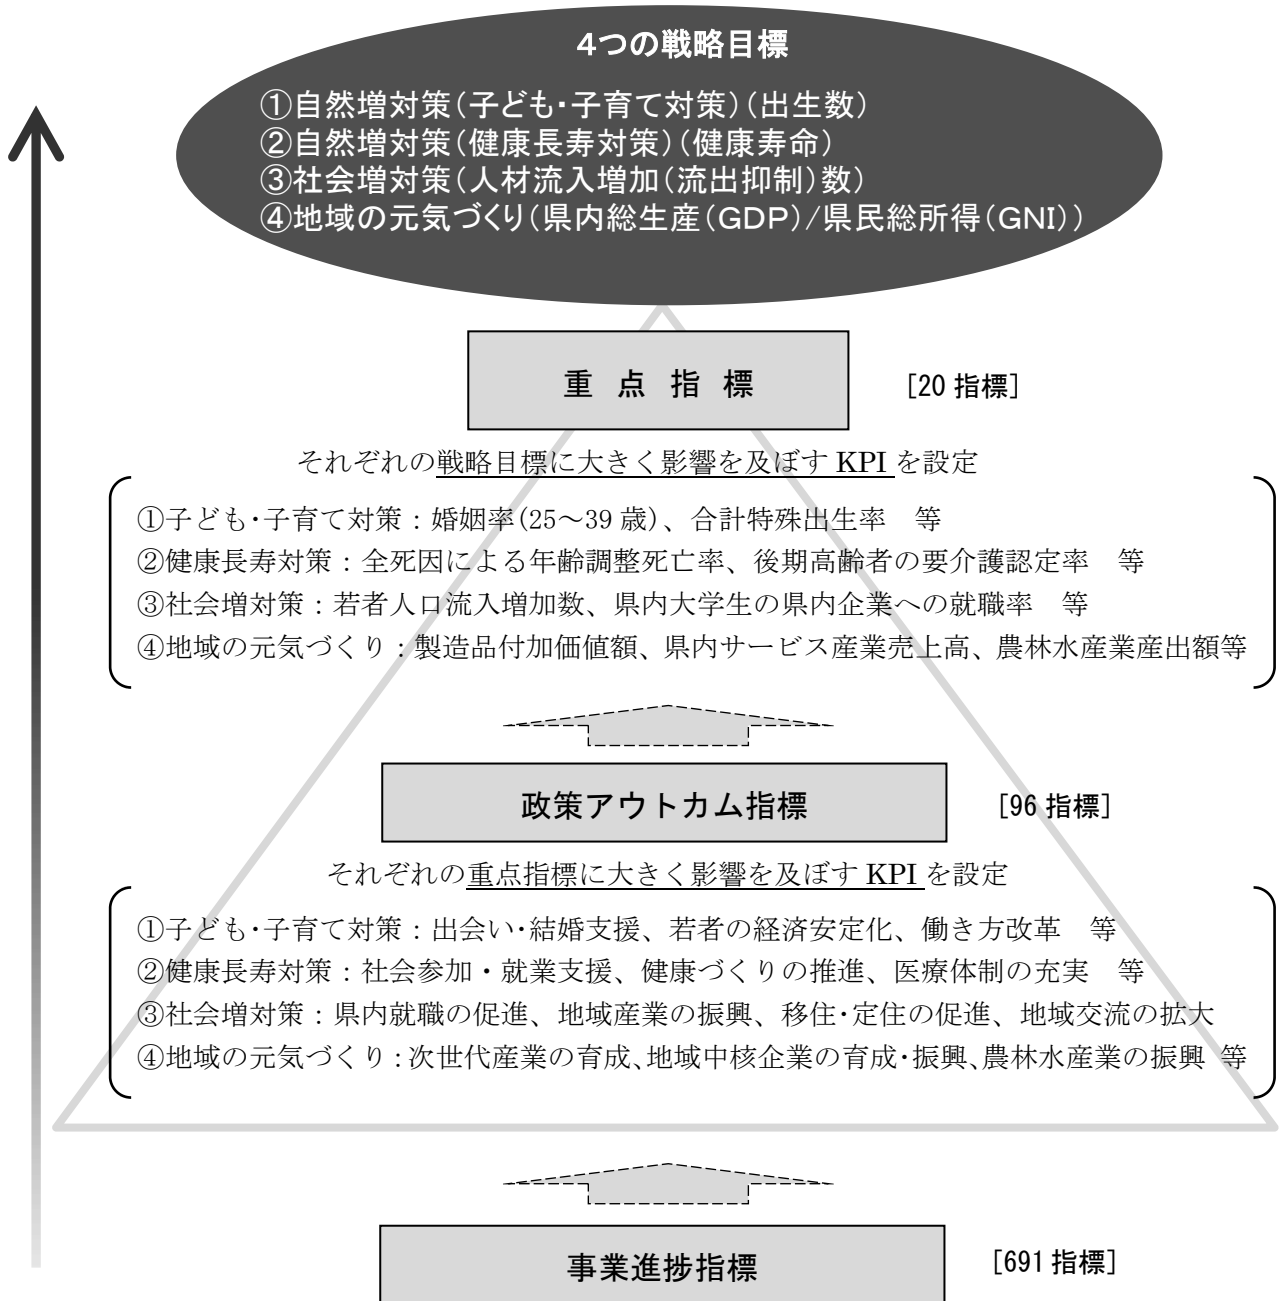 4つの戦略目標
①自然増対策(子ども・子育て対策)(出生数)
②自然増対策(健康長寿対策)(健康寿命)
③社会増対策(人材流入増加(流出抑制)数)
④地域の元気づくり(県内総生産(GDP)/県民総所得(GNI))
重点指標
[20指標]
それぞれの戦略目標に大きく影響を及ぼす KPI を設定
①子ども・子育て対策：婚姻率(25～39歳)、合計特殊出生率　等
②健康長寿対策：全死因による年齢調整死亡率、後期高齢者の要介護認定率　等
③社会増対策：若者人口流入増加数、県内大学生の県内企業への就職率　等
④地域の元気づくり：製造品付加価値額、県内サービス産業売上高、農林水産業産出額等
政策アウトカム指標
[96指標]
それぞれの重点指標に大きく影響を及ぼす KPI を設定
①子ども・子育て対策：出会い・結婚支援、若者の経済安定化、働き方改革　等
②健康長寿対策：社会参加・就業支援、健康づくりの推進、医療体制の充実　等
③社会増対策：県内就職の促進、地域産業の振興、移住・定住の促進、地域交流の拡大
④地域の元気づくり：次世代産業の育成、地域中核企業の育成・振興、農林水産業の振興 等
事業進捗指標
[691指標]